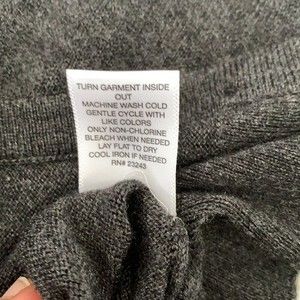 TURN GARMENT INSIDE
OUT
MACHINE WASH COLD
GENTLE CYCLE WITH
LIKE COLORS
ONLY NON-CHLORINE
BLEACH WHEN NEEDED
LAY FLAT TO DRY
COOL IRON IF NEEDED
RN# 23243